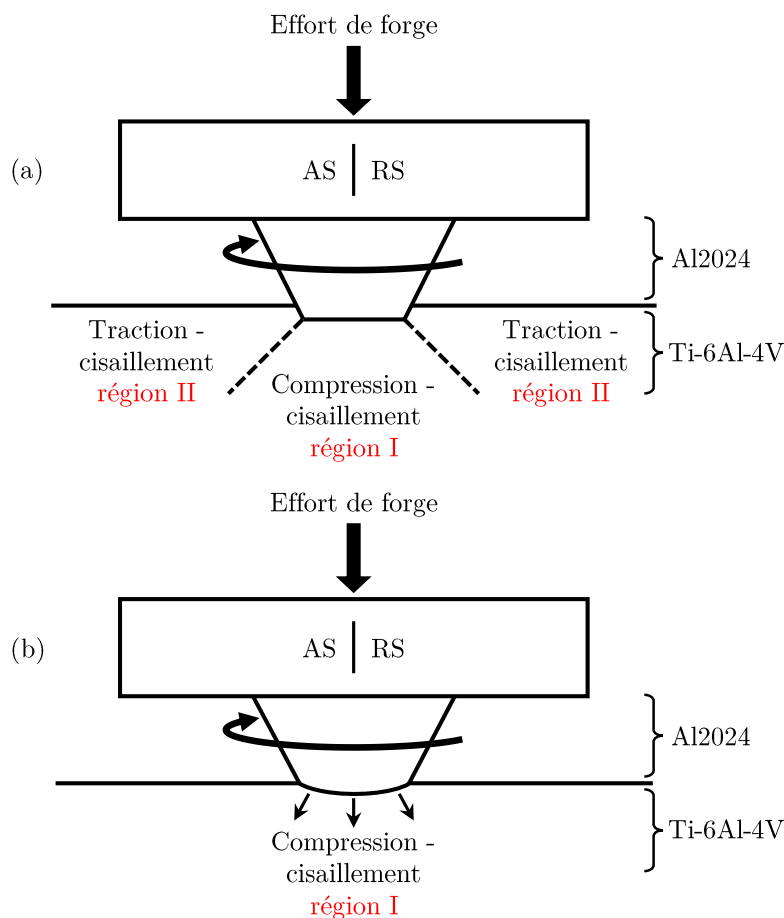 Effort de forge
(a)
AS | RS
Al2024
Traction -
cisaillement
région II
Traction -
cisaillement
région II
Ti-6Al-4V
Compression -
cisaillement
région I
Effort de forge
(b)
AS | RS
Al2024
Ti-6Al-4V
Compression -
cisaillement
région I